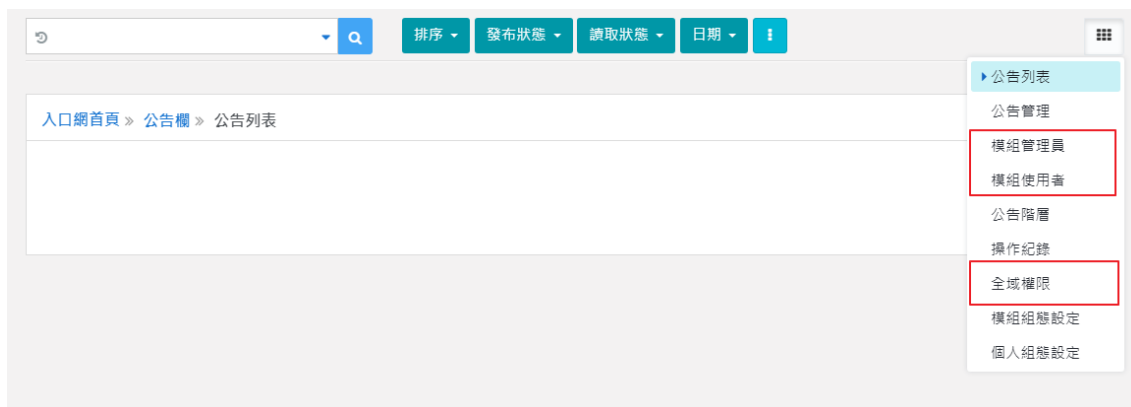 排序 發布狀態 讀取狀態 日期
入口網首頁 » 公告欄 » 公告列表
公告列表
公告管理
模組管理員
模組使用者
公告階層
操作紀錄
全域權限
模組組態設定
個人組態設定